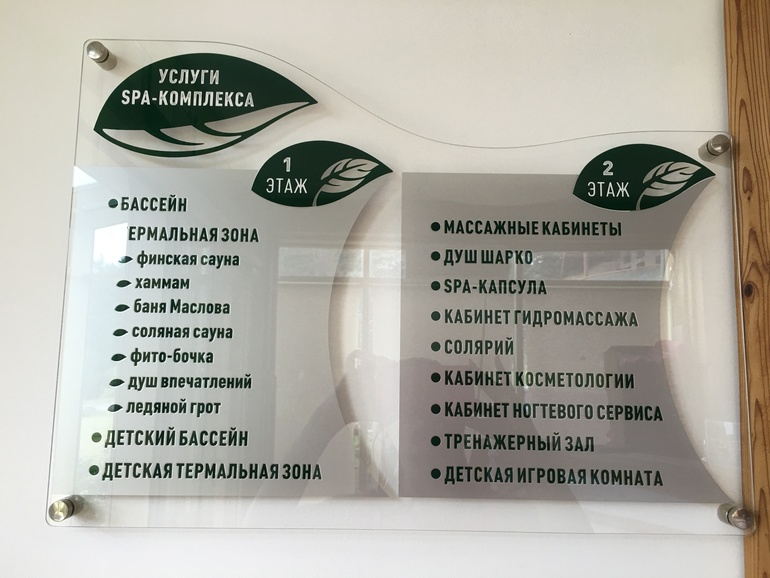 УСЛУГИ
SPA-КОМПЛЕКСА
1
ЭТАЖ
БАССЕЙН
ЕРМАЛЬНАЯ ЗОНА
финская сауна
хаммам
баня Маслова
соляная сауна
фито-бочка
душ впечатлений
ледяной грот
ДЕТСКИЙ БАССЕЙН
ДЕТСКАЯ ТЕРМАЛЬНАЯ ЗОНА
2
ЭТАЖ
МАССАЖНЫЕ КАБИНЕТЫ
ДУШ ШАРКО
SPA-КАПСУЛА
КАБИНЕТ ГИДРОМАССАЖА
СОЛЯРИЙ
КАБИНЕТ КОСМЕТОЛОГИИ
КАБИНЕТ НОГТЕВОГО СЕРВИСА
ТРЕНАЖЕРНЫЙ ЗАЛ
ДЕТСКАЯ ИГРОВАЯ КОМНАТА